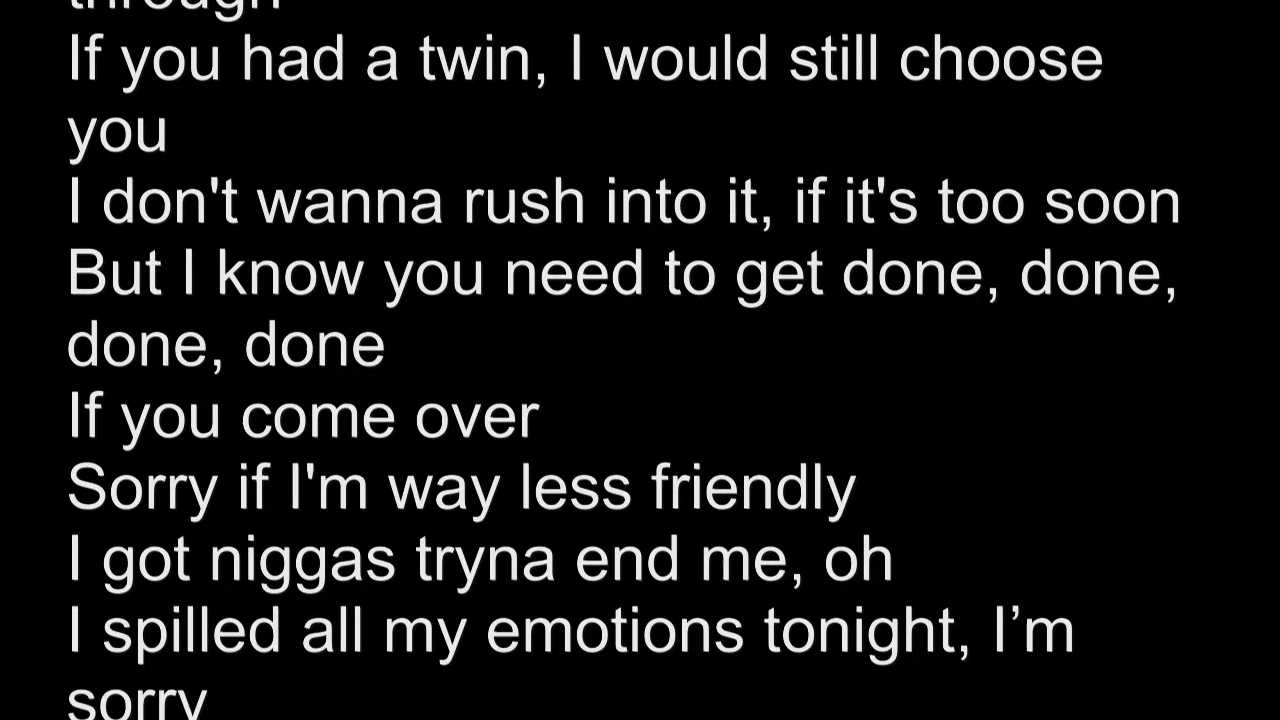 through
If you had a twin, I would still choose
you
I don't wanna rush into it, if it's too soon
But I know you need to get done, done,
done, done
If you come over
Sorry if I'm way less friendly
I got niggas tryna end me, oh
I spilled all my emotions tonight, I’m
sorry